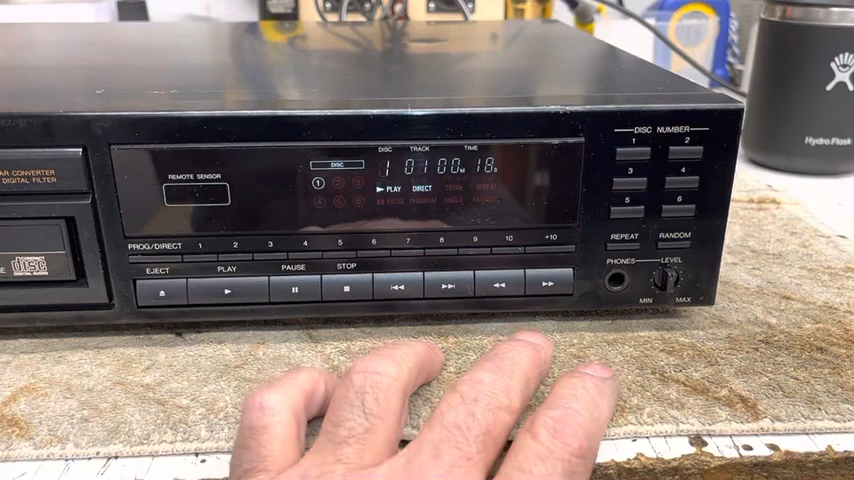 DISC NUMBER
1 2
3 4
5 6
REPEAT RANDOM
PHONES LEVEL
MIN MAX
AR CONVERTER
DIGITAL FILTER
COMPACT
disc
DIGITAL AUDIO
REMOTE SENSOR
DISC
1 2 3
4 5 6
DISC TRACK TIME
1 01 00M 18S
PLAY DIRECT TOTAL REPEAT
PAUSE PROGRAM SINGLE RANDOM
PROG/DIRECT 1 2 3 4 5 6 7 8 9 10 +10
EJECT PLAY PAUSE STOP
Hydro Flask